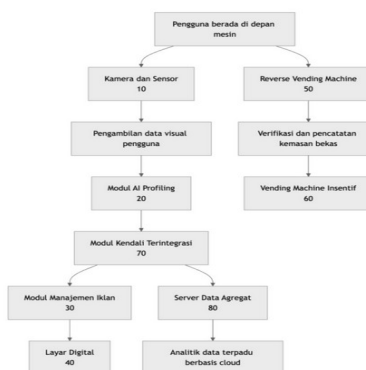 Pengguna berada di depan
mesin
Kamera dan Sensor
10
Reverse Vending Machine
50
Pengambilan data visual
pengguna
Verifikasi dan pencatatan
kemasan bekas
Modul AI Profiling
20
Vending Machine Insentif
60
Modul Kendali Terintegrasi
70
Modul Manajemen Iklan
30
Server Data Agregat
80
Layar Digital
40
Analitik data terpadu
berbasis cloud